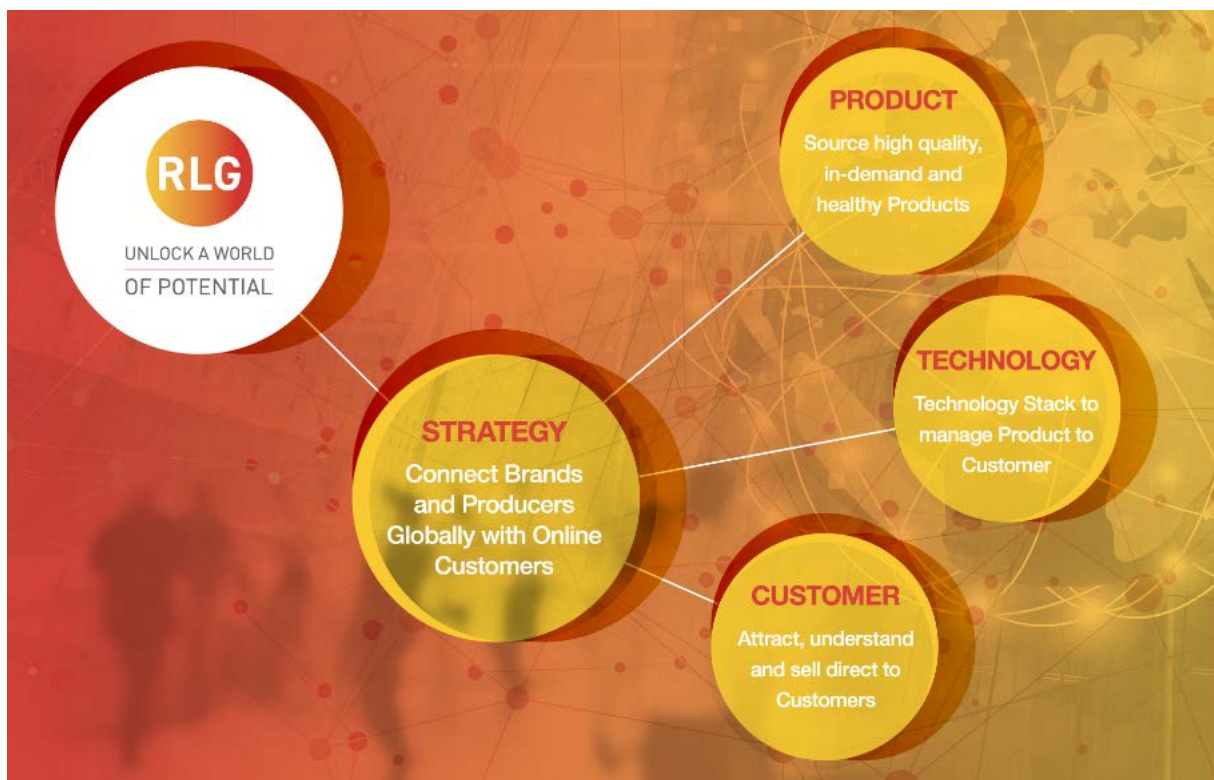 RLG
UNLOCK A WORLD
OF POTENTIAL
STRATEGY
Connect Brands
and Producers
Globally with Online
Customers
PRODUCT
Source high quality,
in-demand and
healthy Products
TECHNOLOGY
Technology Stack to
manage Product to
Customer
CUSTOMER
Attract, understand
and sell direct to
Customers